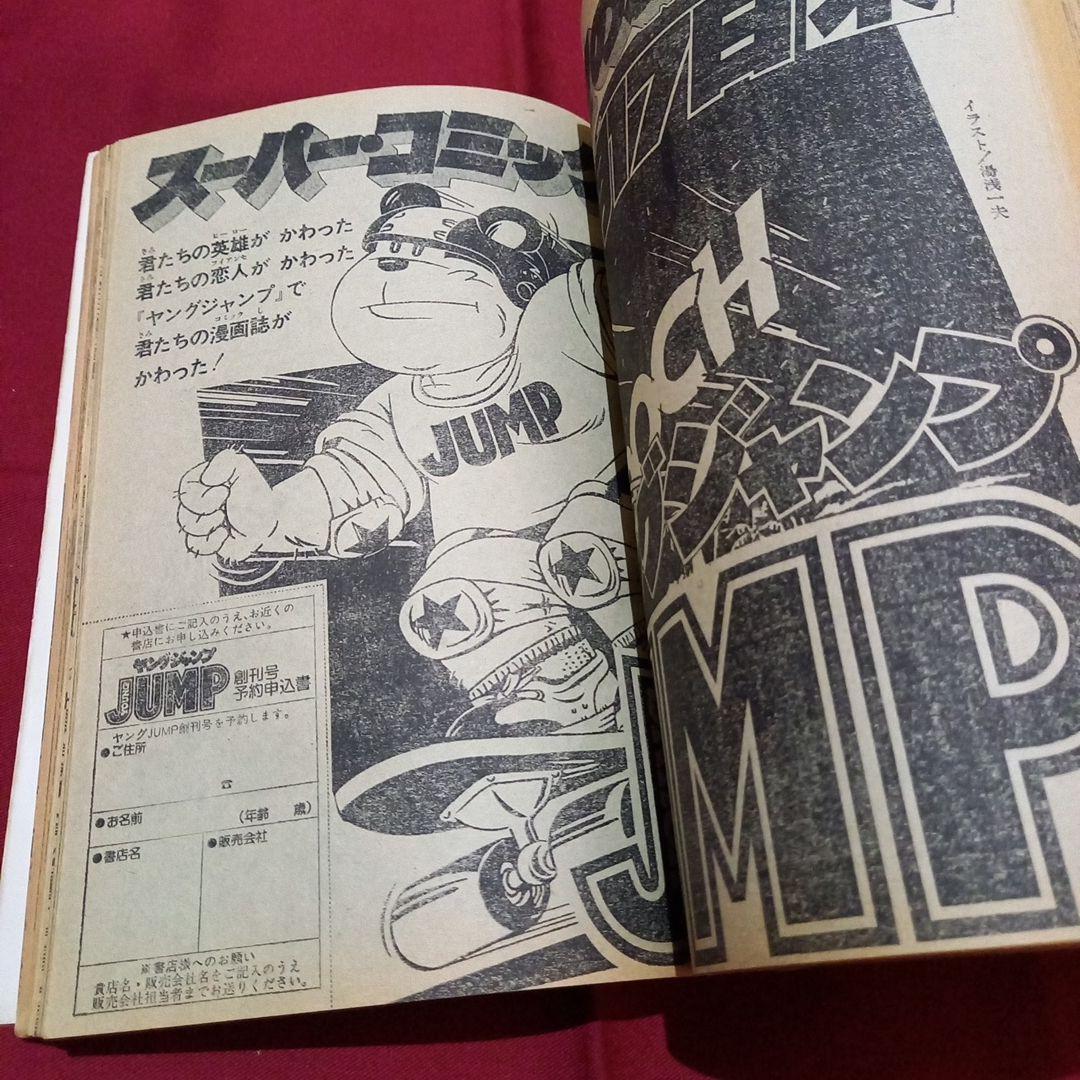 スーパー・コミッ
君たちの英雄が かわった
君たちの恋人が かわった
『ヤングジャンプ』で
君たちの漫画誌が
かわった!
JUMP
★申込書にご記入のうえ、お近くの
書店にお申し込みください。
ヤングジャンプ
YOUNG
JUMP
創刊号
予約申込書
ヤングJUMP創刊号を予約します。
●ご住所
☎
●お名前 (年齢 歳)
●書店名
●販売会社
※書店様へのお願い
貴店名・販売会社名をご記入のうえ
販売会社担当者までお送りください。
イラスト/湯浅一夫
CH
ジャンプ
MP